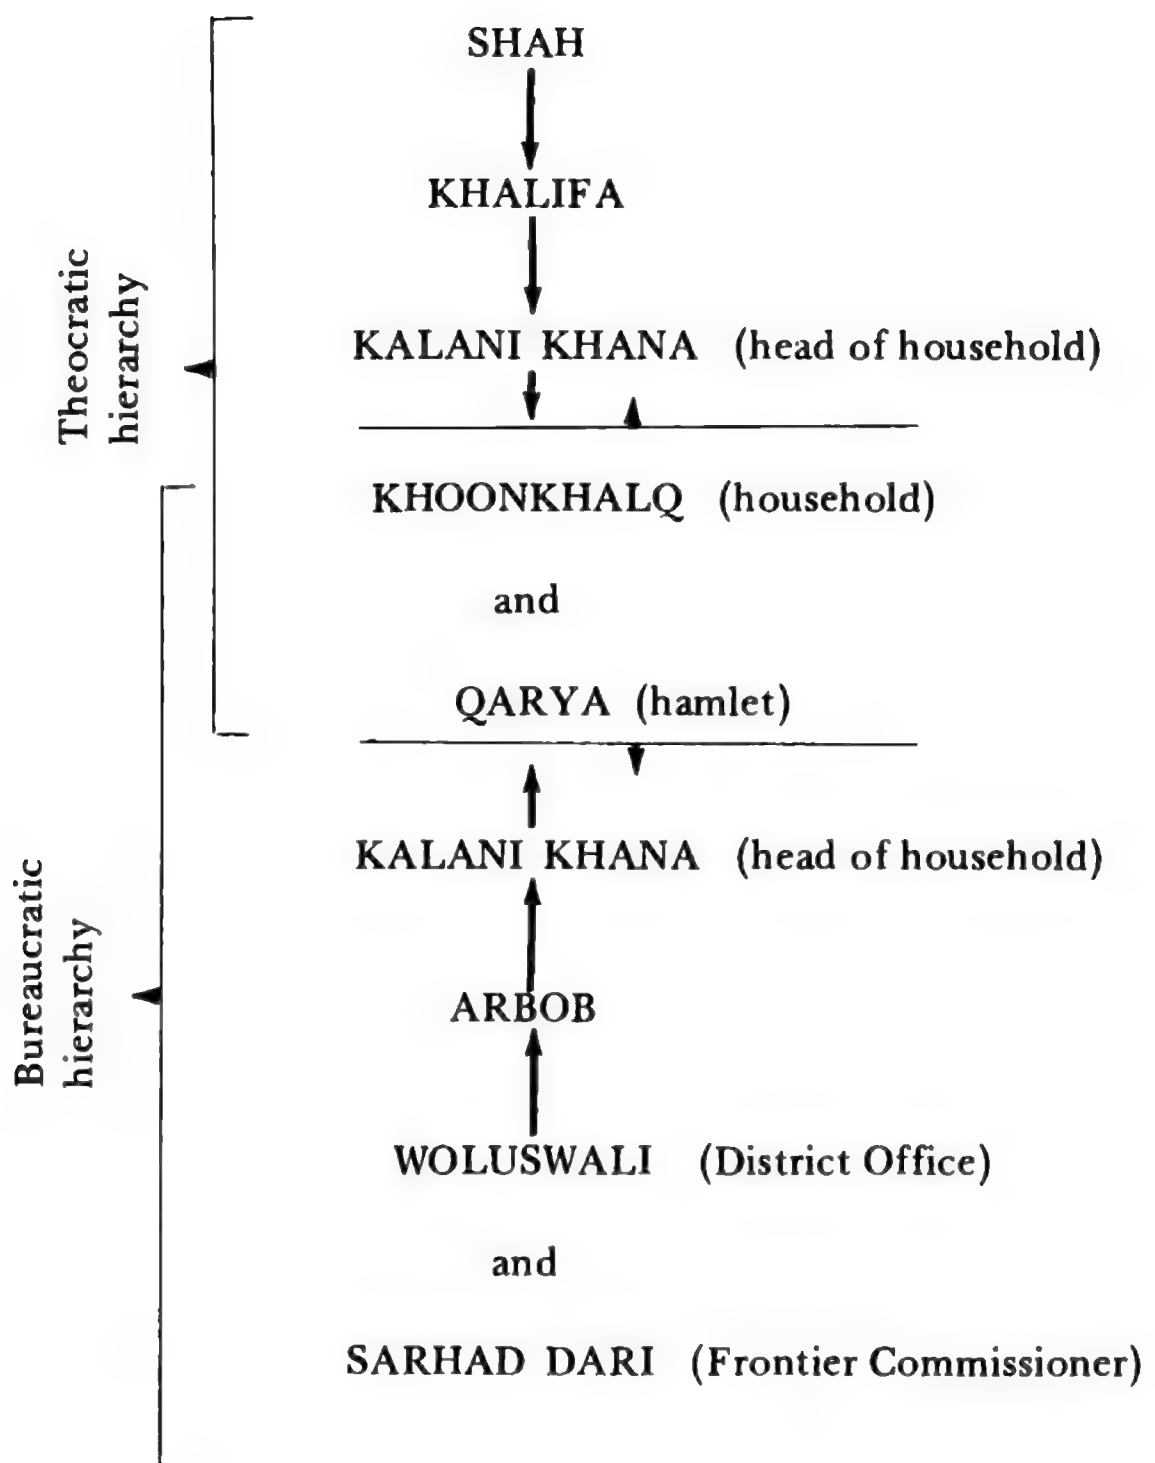 SHAH
KHALIFA
Theocratic
hierarchy
KALANI KHANA (head of household)
KHOONKHALQ (household)
and
QARYA (hamlet)
Bureaucratic
hierarchy
KALANI KHANA (head of household)
ARBOB
WOLUSWALI (District Office)
and
SARHAD DARI (Frontier Commissioner)